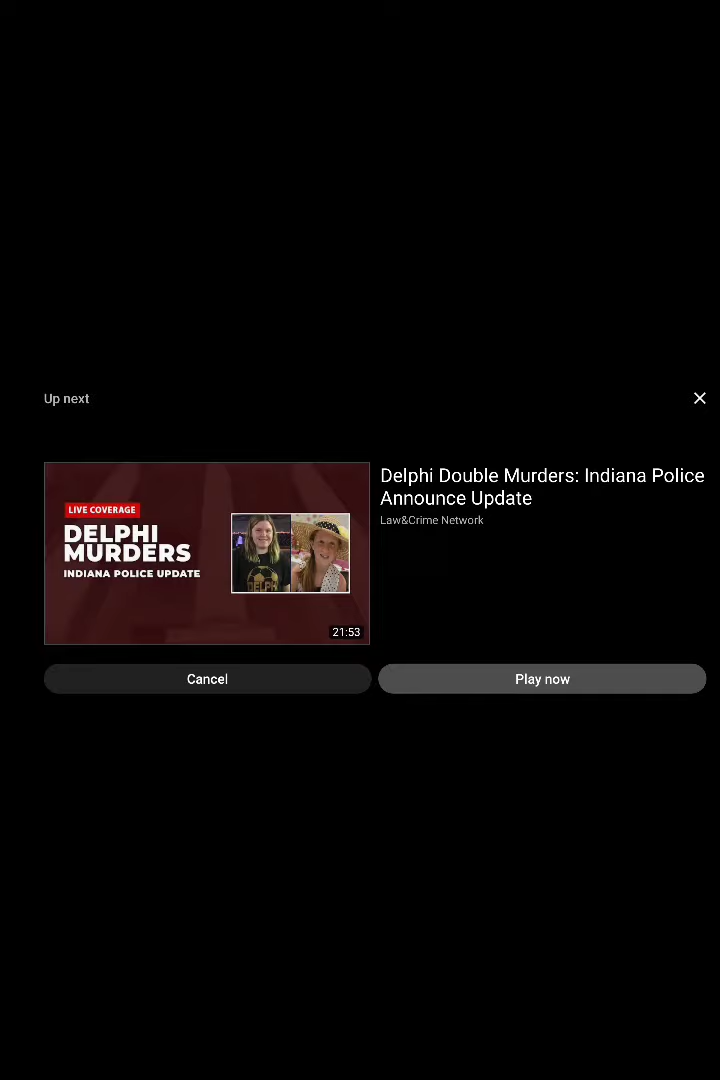 Up next
LIVE COVERAGE
DELPHI
MURDERS
INDIANA POLICE UPDATE
DELPHI
21:53
Delphi Double Murders: Indiana Police
Announce Update
Law&Crime Network
Cancel
Play now